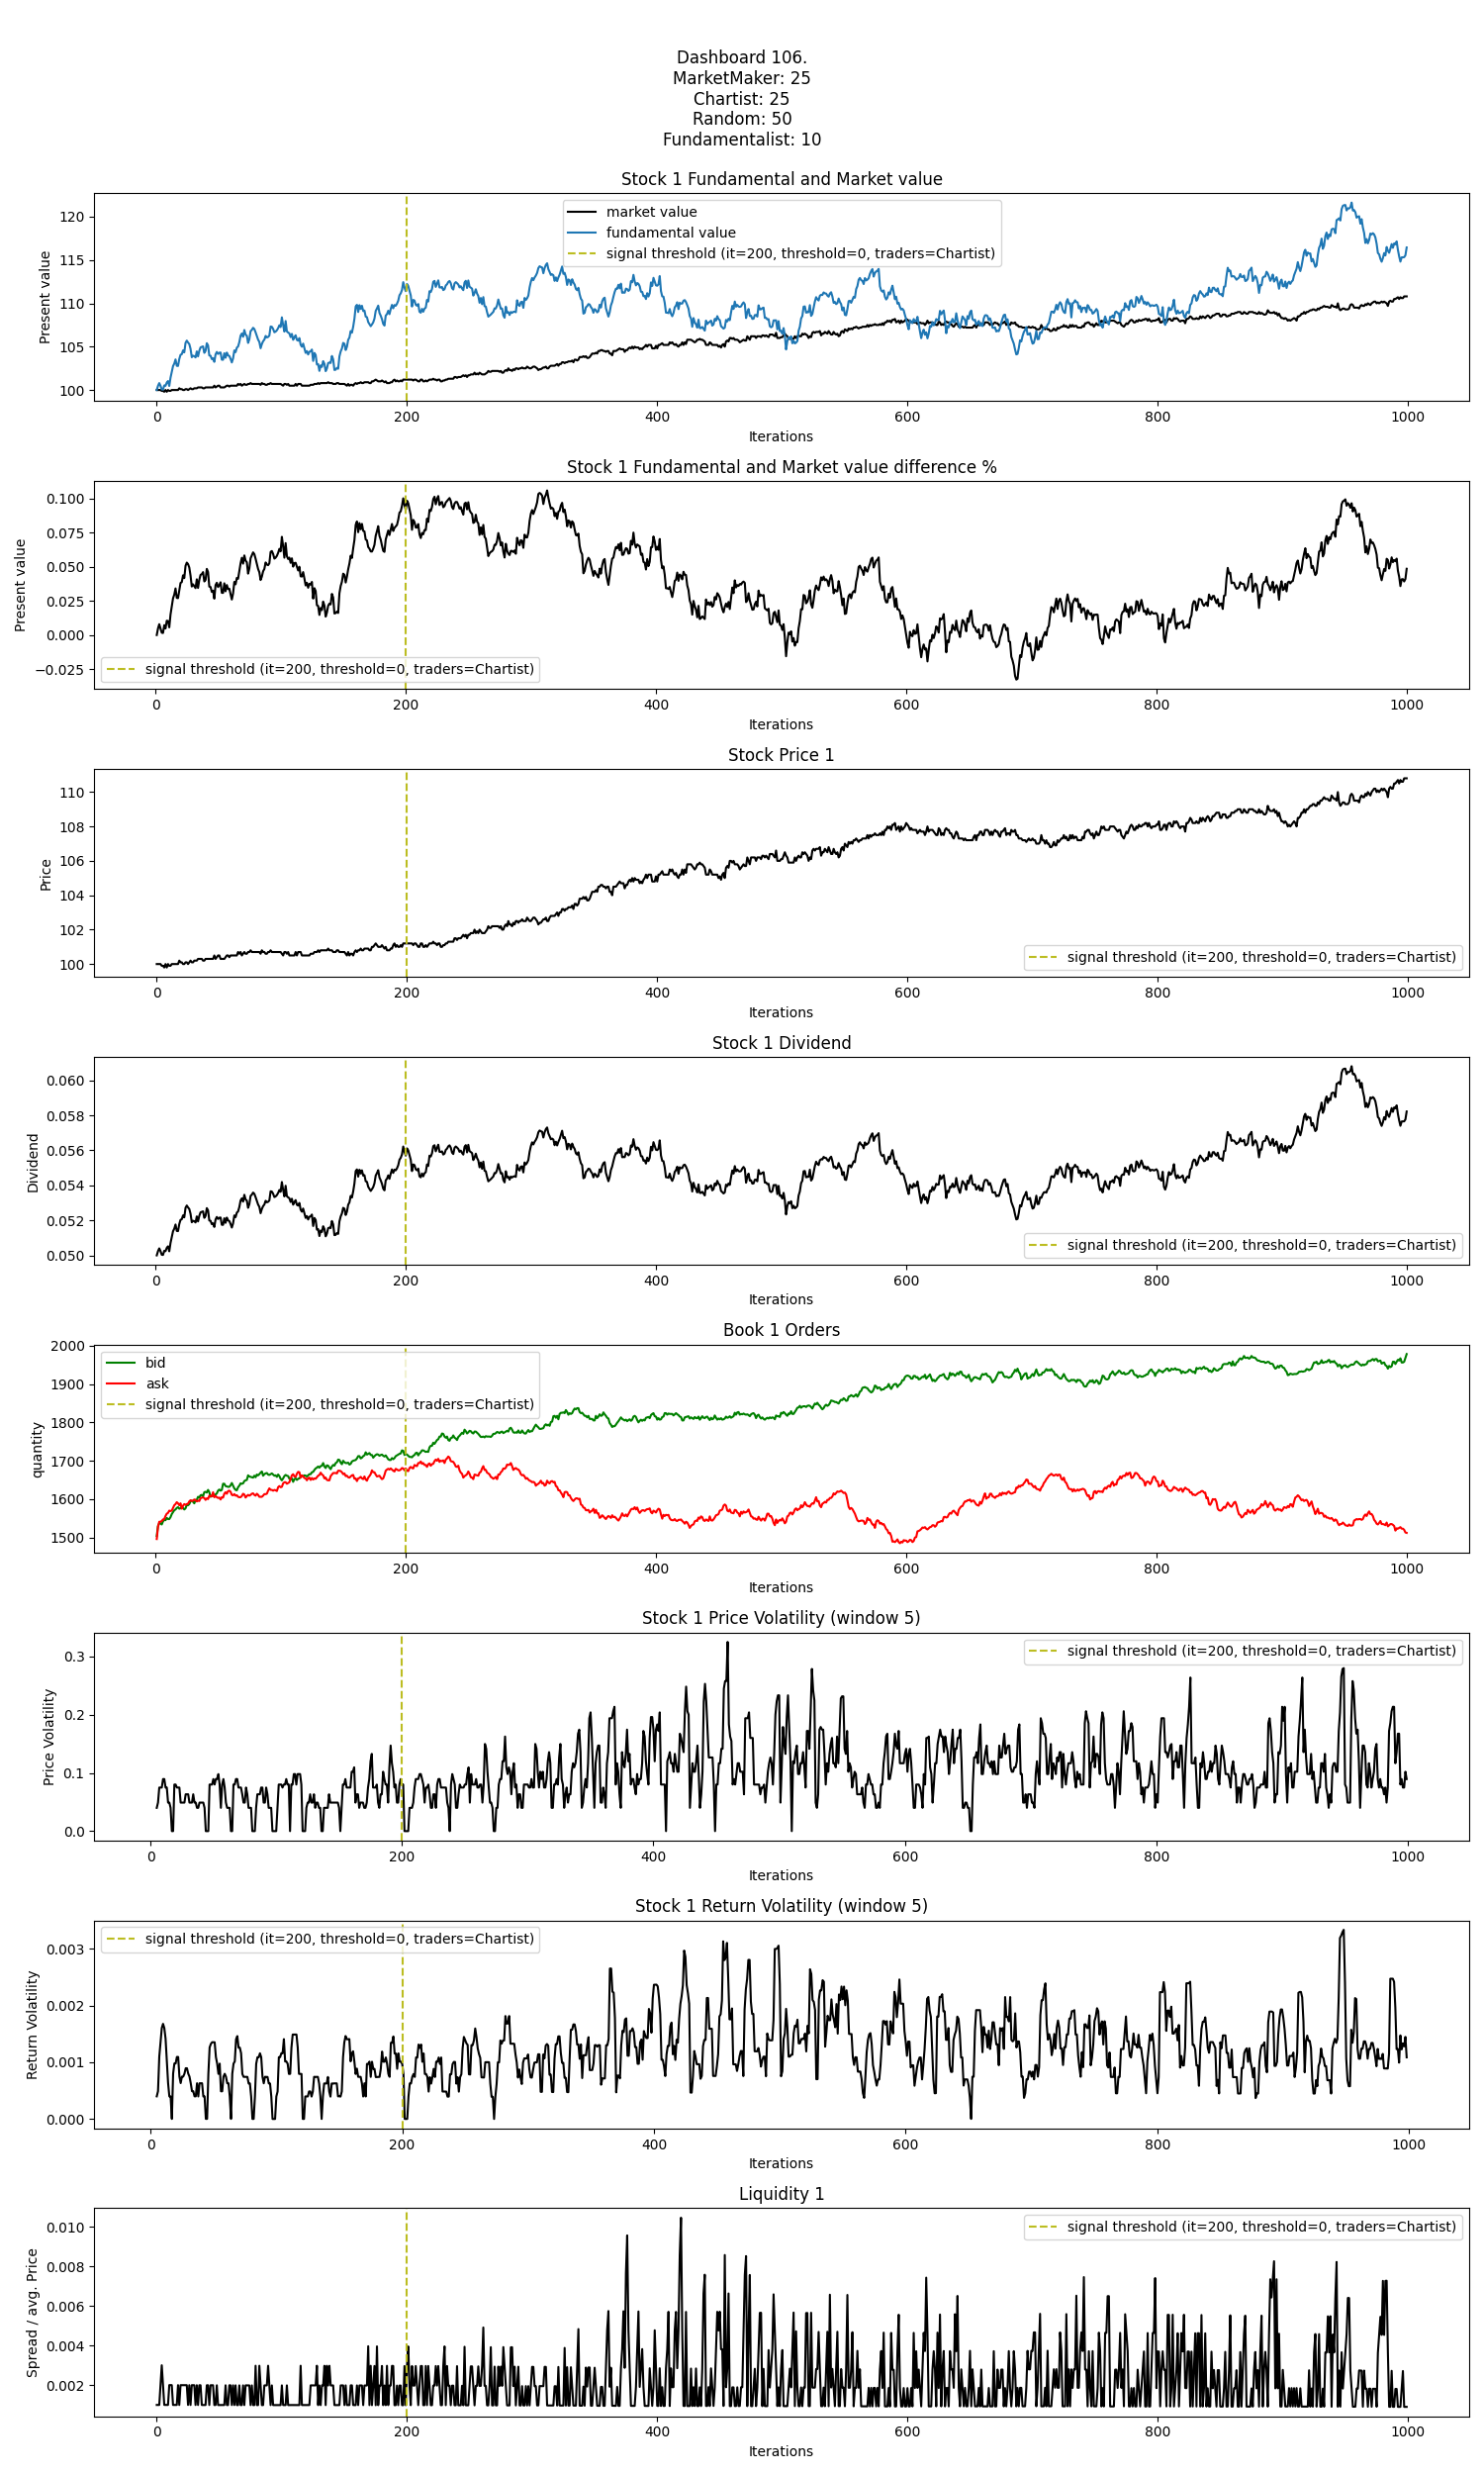 Dashboard 106.
MarketMaker: 25
Chartist: 25
Random: 50
Fundamentalist: 10
Stock 1 Fundamental and Market value
Present value
120
115
110
105
100
market value
fundamental value
signal threshold (it=200, threshold=0, traders=Chartist)
0 200 400 600 800 1000
Iterations
Stock 1 Fundamental and Market value difference %
Present value
0.100
0.075
0.050
0.025
0.000
−0.025
signal threshold (it=200, threshold=0, traders=Chartist)
0 200 400 600 800 1000
Iterations
Stock Price 1
Price
110
108
106
104
102
100
signal threshold (it=200, threshold=0, traders=Chartist)
0 200 400 600 800 1000
Iterations
Stock 1 Dividend
Dividend
0.060
0.058
0.056
0.054
0.052
0.050
signal threshold (it=200, threshold=0, traders=Chartist)
0 200 400 600 800 1000
Iterations
Book 1 Orders
quantity
2000
1900
1800
1700
1600
1500
bid
ask
signal threshold (it=200, threshold=0, traders=Chartist)
0 200 400 600 800 1000
Iterations
Stock 1 Price Volatility (window 5)
Price Volatility
0.3
0.2
0.1
0.0
signal threshold (it=200, threshold=0, traders=Chartist)
0 200 400 600 800 1000
Iterations
Stock 1 Return Volatility (window 5)
Return Volatility
0.003
0.002
0.001
0.000
signal threshold (it=200, threshold=0, traders=Chartist)
0 200 400 600 800 1000
Iterations
Liquidity 1
Spread / avg. Price
0.010
0.008
0.006
0.004
0.002
signal threshold (it=200, threshold=0, traders=Chartist)
0 200 400 600 800 1000
Iterations